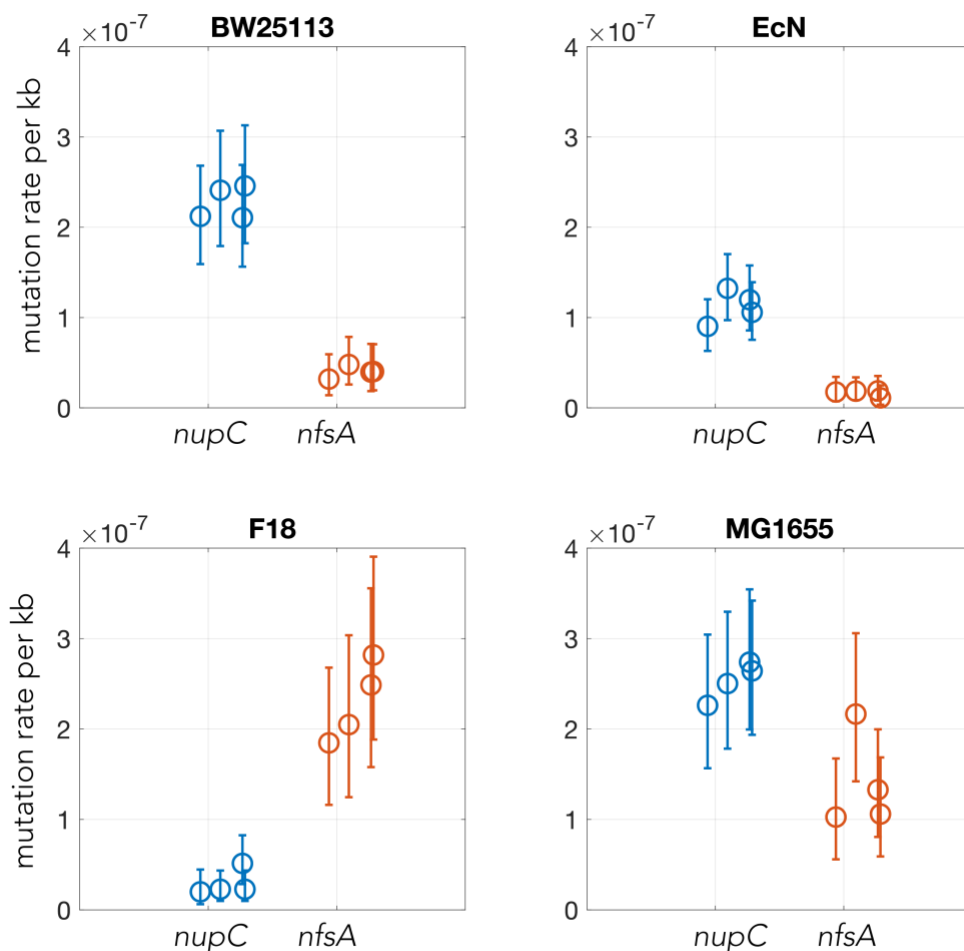 BW25113
×10⁻⁷
mutation rate per kb
4
3
2
1
0
nupC nfsA
EcN
×10⁻⁷
4
3
2
1
0
nupC nfsA
F18
×10⁻⁷
mutation rate per kb
4
3
2
1
0
nupC nfsA
MG1655
×10⁻⁷
4
3
2
1
0
nupC nfsA